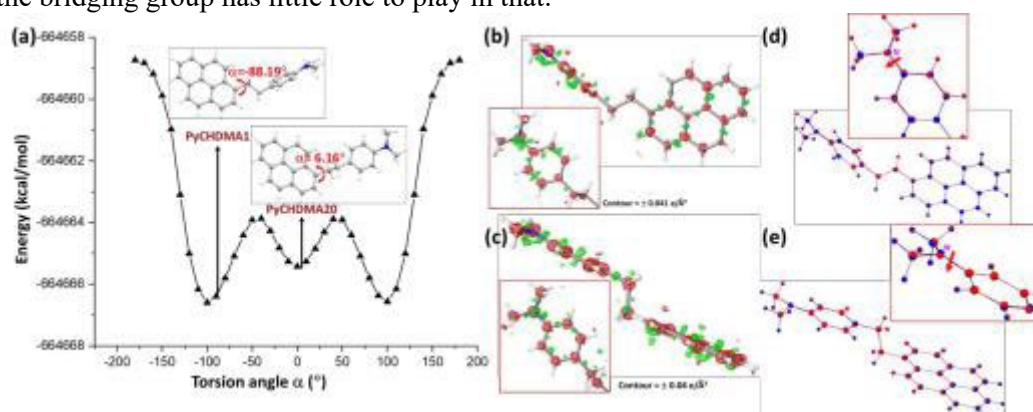 the bridging group has little role to play in that.
(a)
-664658
-664660
-664662
-664664
-664666
-664668
Energy (kcal/mol)
-200 -150 -100 -50 0 50 100 150 200
Torsion angle α (°)
α=-88.19°
PyCHDMA1
α= 6.16°
PyCHDMA20
(b)
Contour = ± 0.041 e/Å³
(c)
Contour = ± 0.04 e/Å³
(d)
(e)